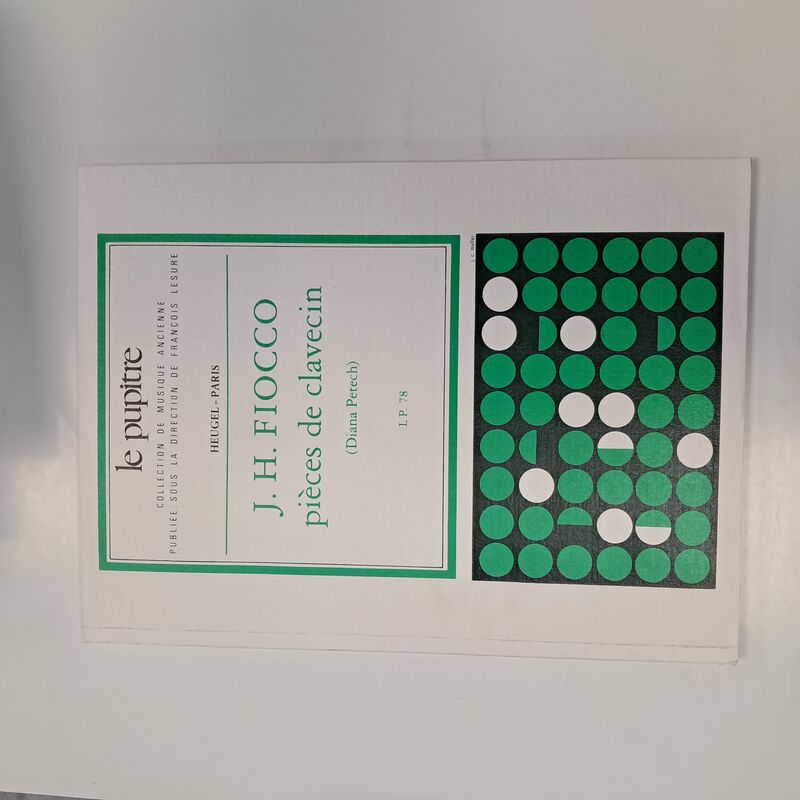 le pupitre
COLLECTION DE MUSIQUE ANCIENNE
PUBLIÉE SOUS LA DIRECTION DE FRANÇOIS LESURE
HEUGEL - PARIS
J. H. FIOCCO
pièces de clavecin
(Diana Petech)
L P. 78
j. c. müller